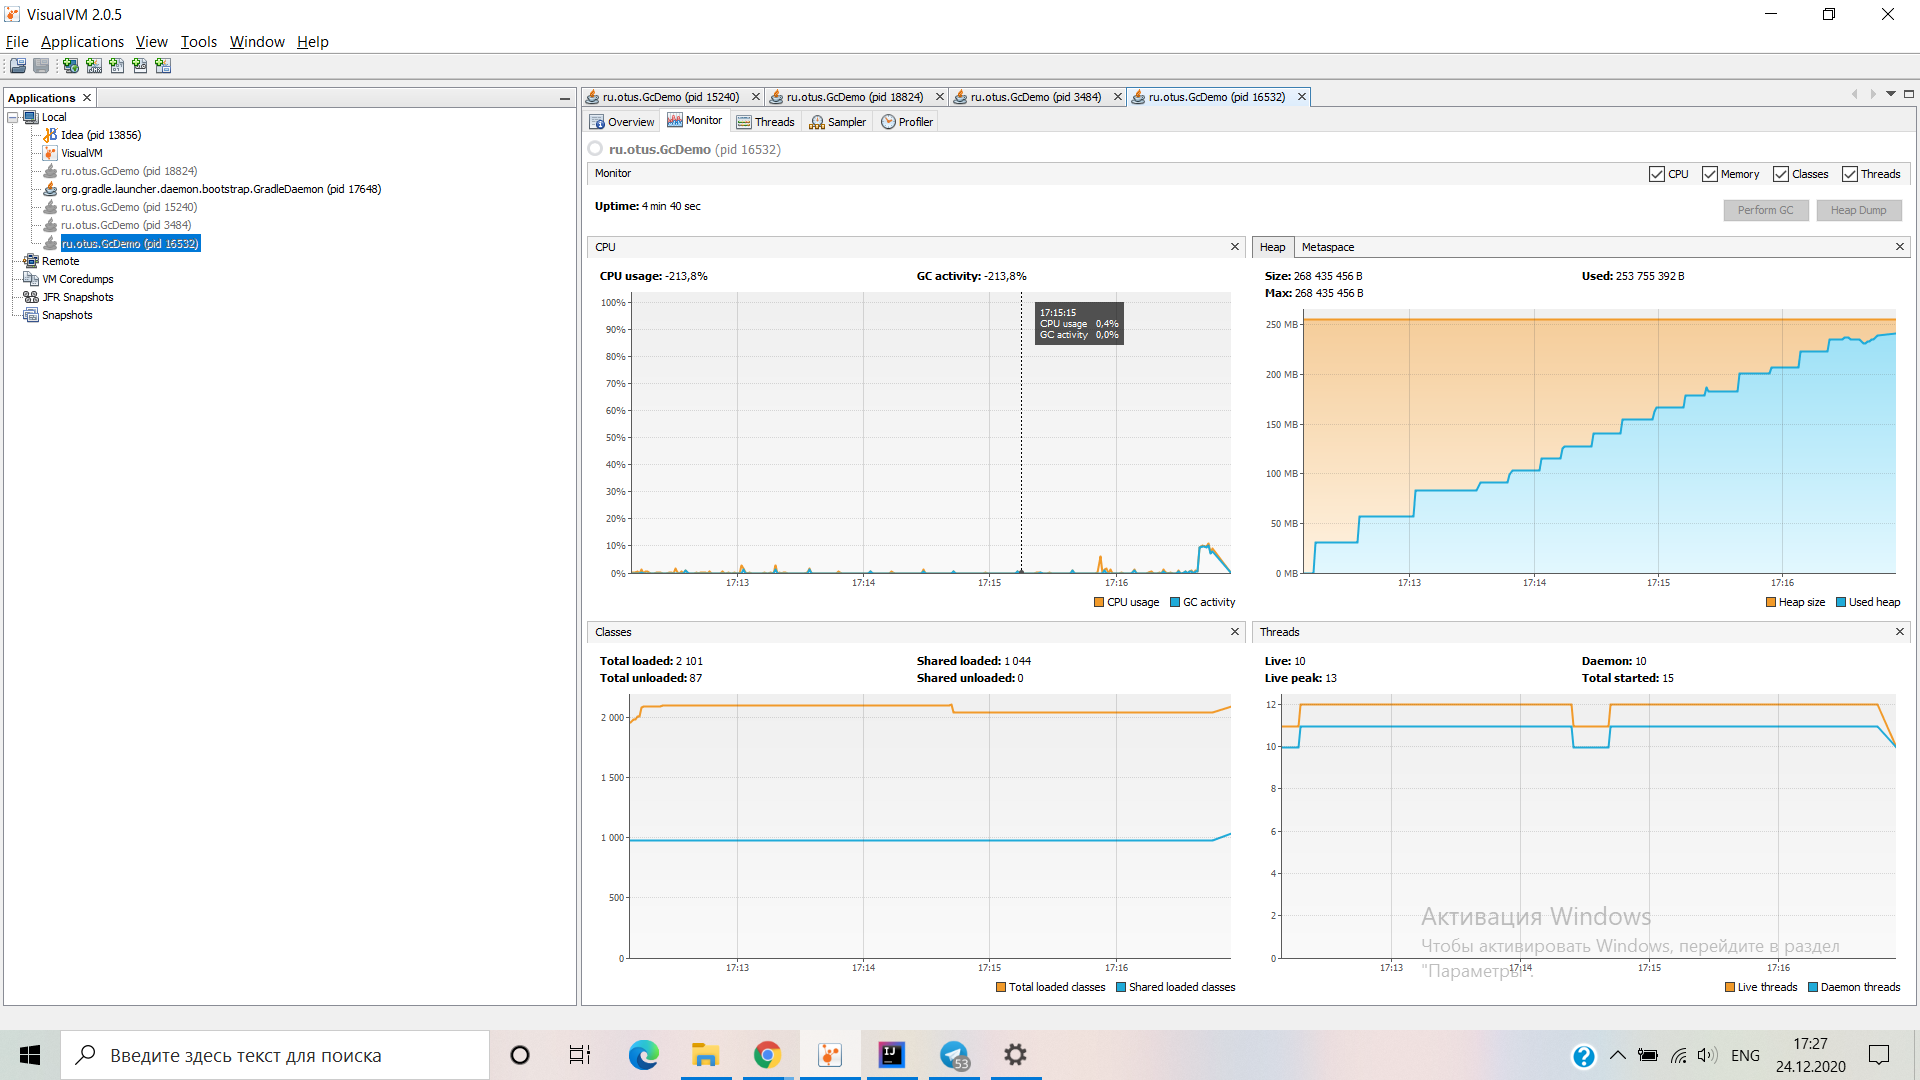 VisualVM 2.0.5
File Applications View Tools Window Help
Applications
Local
Idea (pid 13856)
VisualVM
ru.otus.GcDemo (pid 18824)
org.gradle.launcher.daemon.bootstrap.GradleDaemon (pid 17648)
ru.otus.GcDemo (pid 15240)
ru.otus.GcDemo (pid 3484)
ru.otus.GcDemo (pid 16532)
Remote
VM Coredumps
JFR Snapshots
Snapshots
ru.otus.GcDemo (pid 15240) ru.otus.GcDemo (pid 18824) ru.otus.GcDemo (pid 3484) ru.otus.GcDemo (pid 16532)
Overview Monitor Threads Sampler Profiler
ru.otus.GcDemo (pid 16532)
Monitor CPU Memory Classes Threads
Uptime: 4 min 40 sec Perform GC Heap Dump
CPU
CPU usage: -213,8% GC activity: -213,8%
100%
90%
80%
70%
60%
50%
40%
30%
20%
10%
0%
17:15:15
CPU usage 0,4%
GC activity 0,0%
17:13 17:14 17:15 17:16
CPU usage GC activity
Heap Metaspace
Size: 268 435 456 B Used: 253 755 392 B
Max: 268 435 456 B
250 MB
200 MB
150 MB
100 MB
50 MB
0 MB
17:13 17:14 17:15 17:16
Heap size Used heap
Classes
Total loaded: 2 101 Shared loaded: 1 044
Total unloaded: 87 Shared unloaded: 0
2 000
1 500
1 000
500
0
17:13 17:14 17:15 17:16
Total loaded classes Shared loaded classes
Threads
Live: 10 Daemon: 10
Live peak: 13 Total started: 15
12
10
8
6
4
2
0
17:13 17:14 17:15 17:16
Live threads Daemon threads
Активация Windows
Чтобы активировать Windows, перейдите в раздел
"Параметры".
Введите здесь текст для поиска
IJ
53
ENG
17:27
24.12.2020